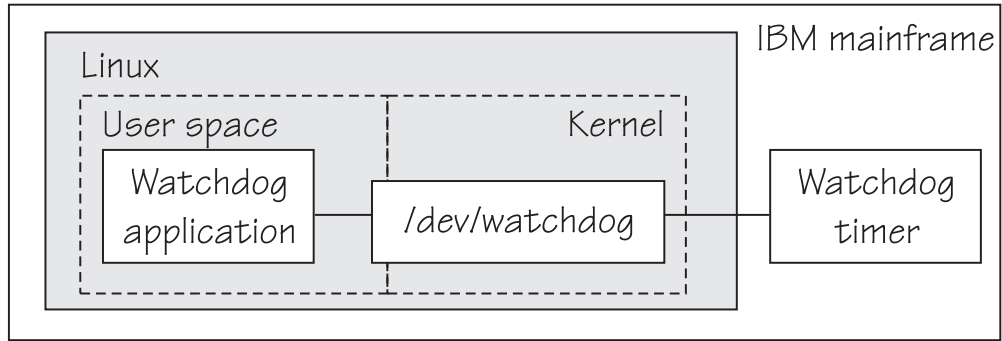 IBM mainframe
Linux
User space
Kernel
Watchdog
application
/dev/watchdog
Watchdog
timer